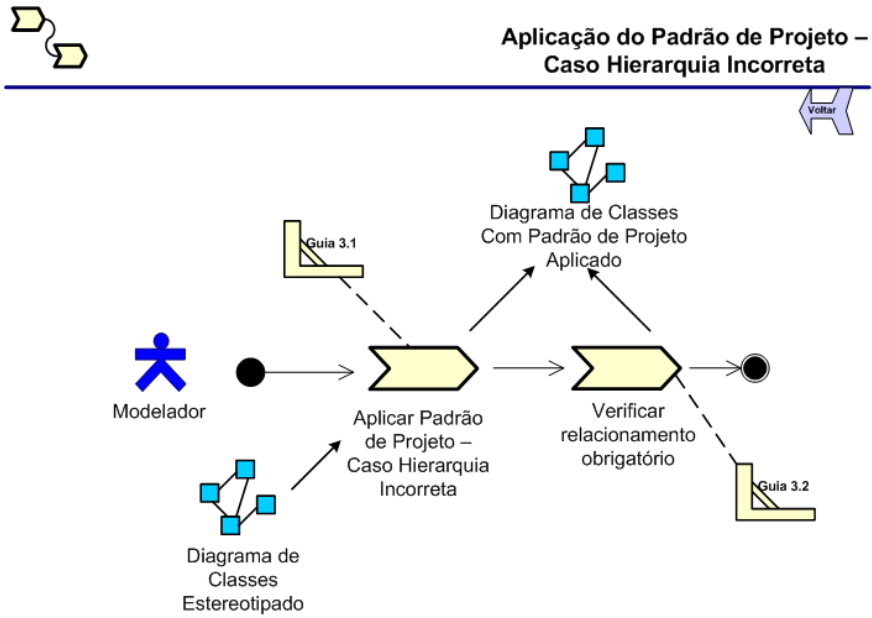 Aplicação do Padrão de Projeto –
Caso Hierarquia Incorreta
Voltar
Diagrama de Classes
Com Padrão de Projeto
Aplicado
Guia 3.1
Modelador
Aplicar Padrão
de Projeto –
Caso Hierarquia
Incorreta
Verificar
relacionamento
obrigatório
Guia 3.2
Diagrama de
Classes
Estereotipado